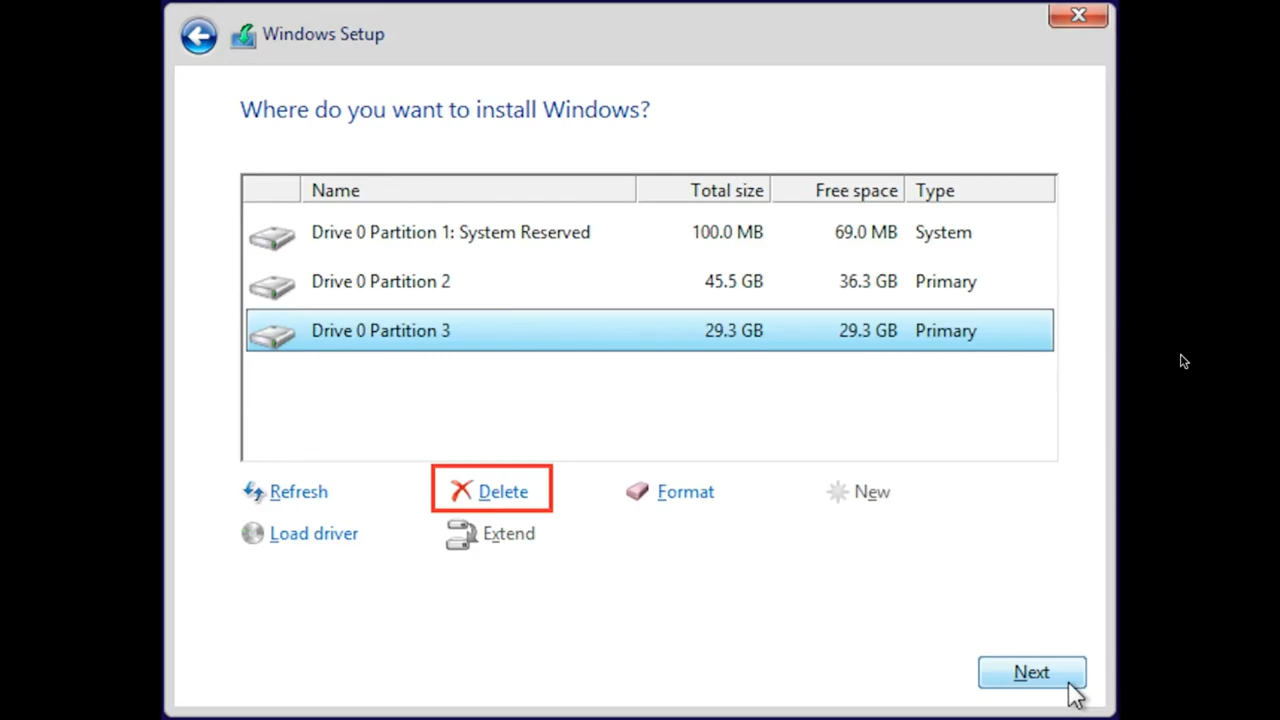 Windows Setup
Where do you want to install Windows?
Name Total size Free space Type
Drive 0 Partition 1: System Reserved 100.0 MB 69.0 MB System
Drive 0 Partition 2 45.5 GB 36.3 GB Primary
Drive 0 Partition 3 29.3 GB 29.3 GB Primary
Refresh Delete Format New
Load driver Extend
Next